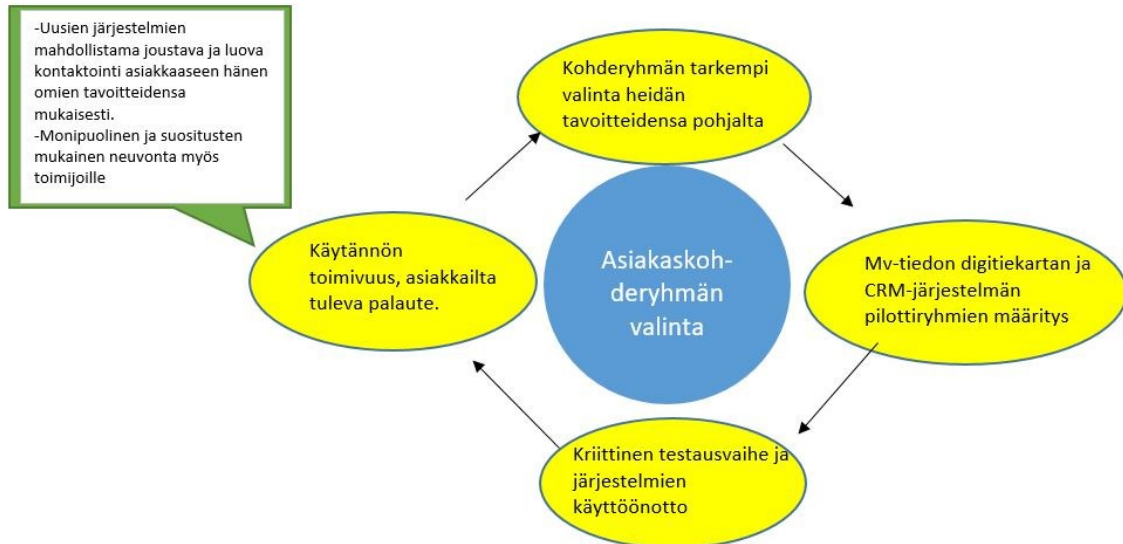 -Uusien järjestelmien
mahdollistama joustava ja luova
kontaktointi asiakkaaseen hänen
omien tavoitteidensa
mukaisesti.
-Monipuolinen ja suositusten
mukainen neuvonta myös
toimijoille
Kohderyhmän tarkempi
valinta heidän
tavoitteidensa pohjalta
Käytännön
toimivuus, asiakkailta
tuleva palaute.
Asiakaskoh-
deryhmän
valinta
Mv-tiedon digitiekartan ja
CRM-järjestelmän
pilottiryhmien määritys
Kriittinen testausvaihe ja
järjestelmien
käyttöönotto